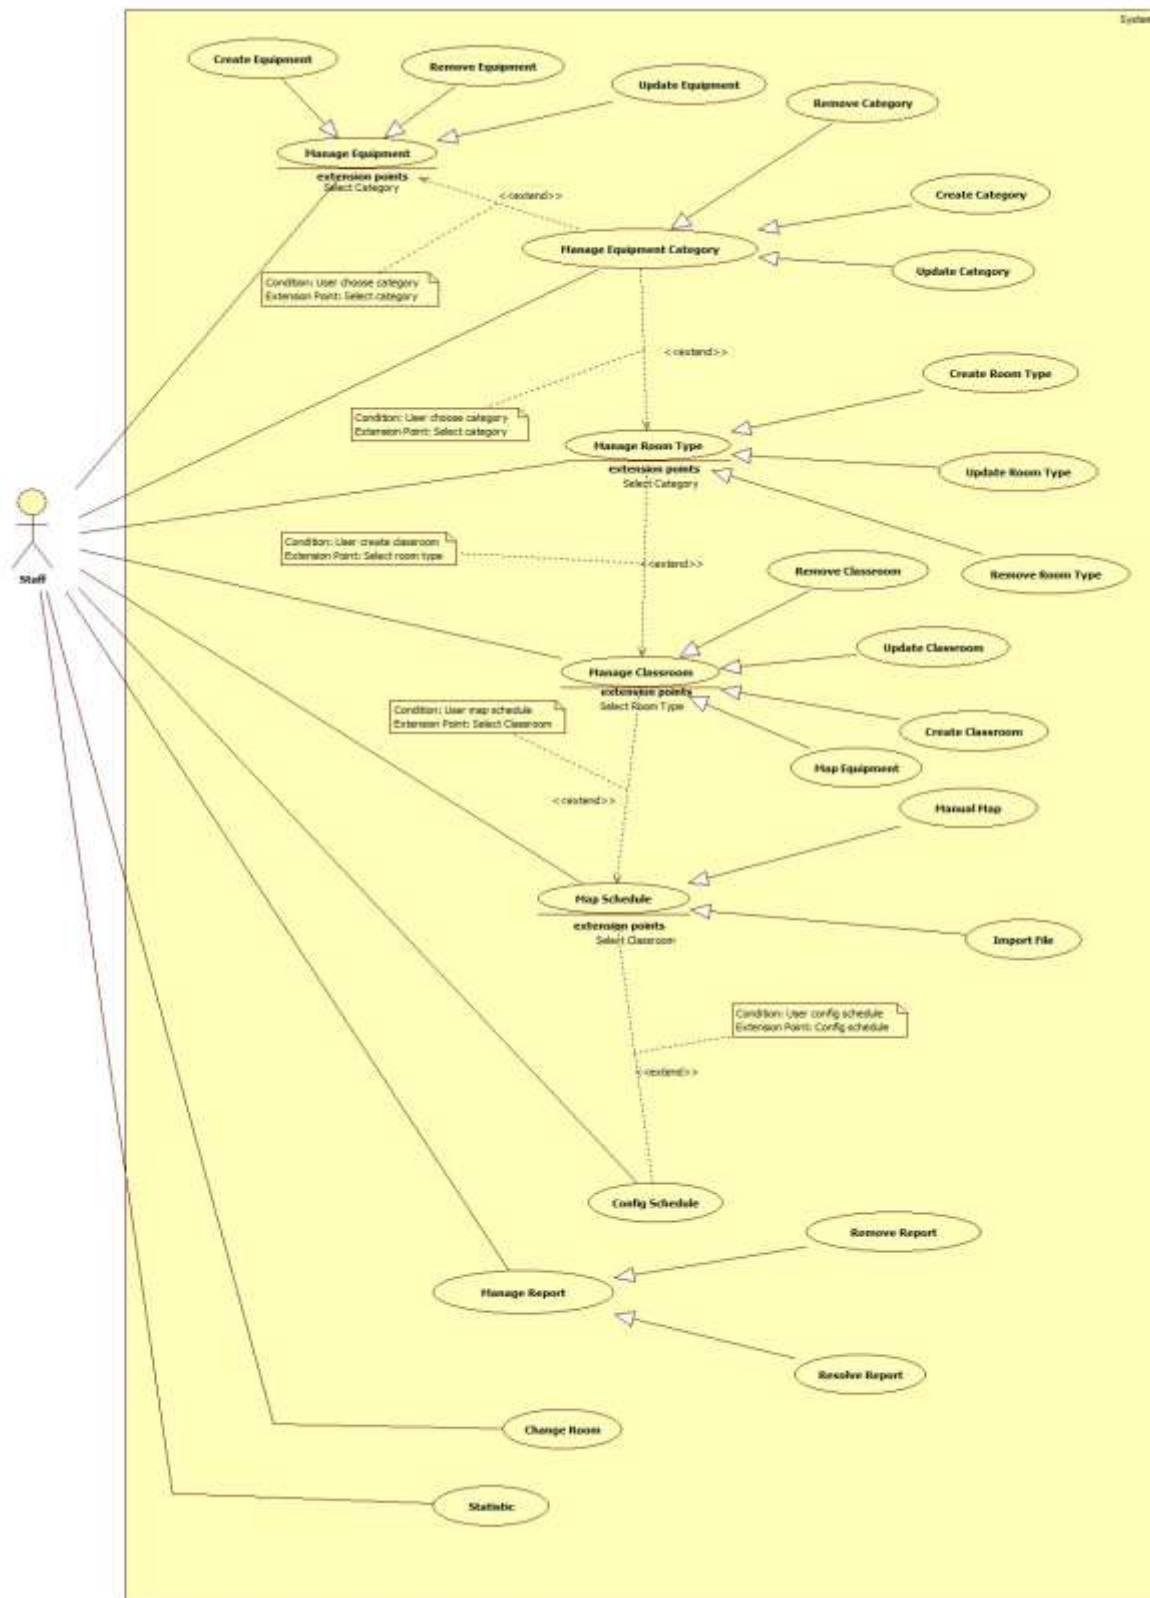 System
Create Equipment
Remove Equipment
Update Equipment
Remove Category
Manage Equipment
extension points
Select Category
<<extend>>
Create Category
Manage Equipment Category
Update Category
Condition: User choose category
Extension Point: Select category
<<extend>>
Create Room Type
Condition: User choose category
Extension Point: Select category
Manage Room Type
extension points
Select Category
Update Room Type
Staff
Condition: User create classroom
Extension Point: Select room type
<<extend>>
Remove Classroom
Remove Room Type
Update Classroom
Manage Classroom
extension points
Select Room Type
Condition: User map schedule
Extension Point: Select Classroom
Create Classroom
Map Equipment
<<extend>>
Manual Map
Map Schedule
extension points
Select Classroom
Import File
Condition: User config schedule
Extension Point: Config schedule
<<extend>>
Config Schedule
Remove Report
Manage Report
Resolve Report
Change Room
Statistic